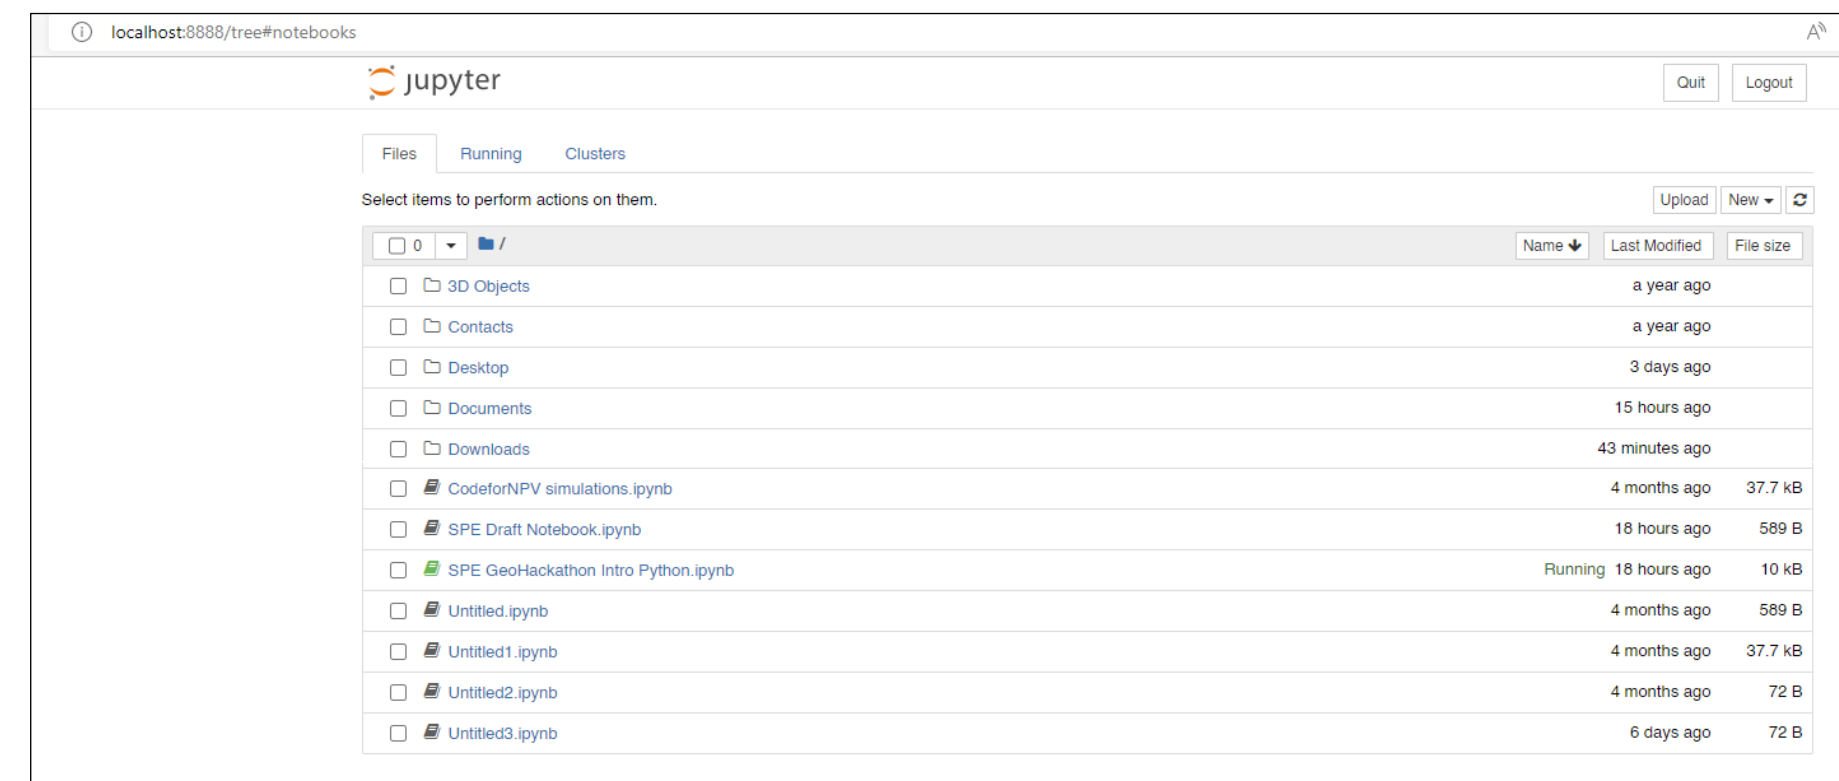 localhost:8888/tree#notebooks A
jupyter Quit Logout
Files Running Clusters
Select items to perform actions on them. Upload New
0 / Name Last Modified File size
3D Objects a year ago
Contacts a year ago
Desktop 3 days ago
Documents 15 hours ago
Downloads 43 minutes ago
CodeforNPV simulations.ipynb 4 months ago 37.7 kB
SPE Draft Notebook.ipynb 18 hours ago 589 B
SPE GeoHackathon Intro Python.ipynb Running 18 hours ago 10 kB
Untitled.ipynb 4 months ago 589 B
Untitled1.ipynb 4 months ago 37.7 kB
Untitled2.ipynb 4 months ago 72 B
Untitled3.ipynb 6 days ago 72 B